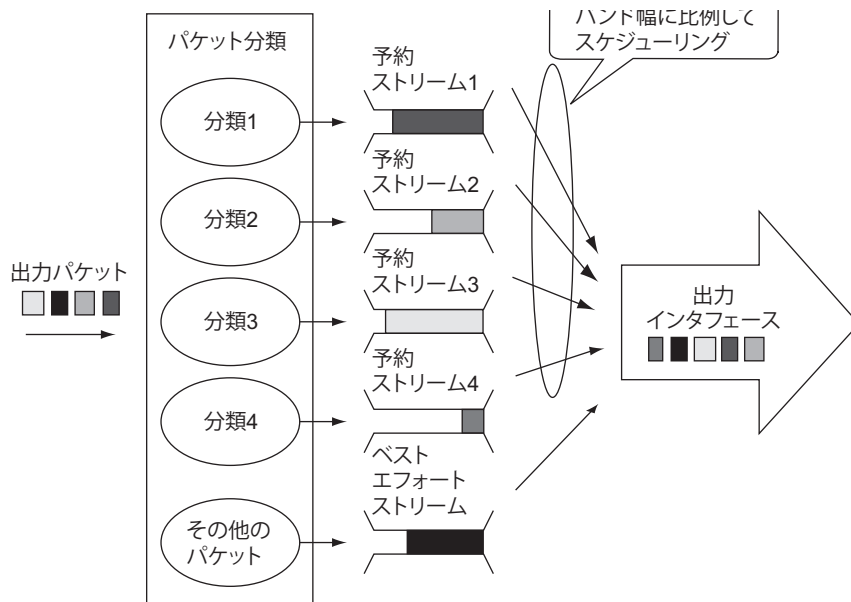 バンド幅に比例して
スケジューリング
パケット分類
予約
ストリーム1
分類1
予約
ストリーム2
分類2
出力パケット
予約
ストリーム3
分類3
出力
インタフェース
予約
ストリーム4
分類4
ベスト
エフォート
ストリーム
その他の
パケット